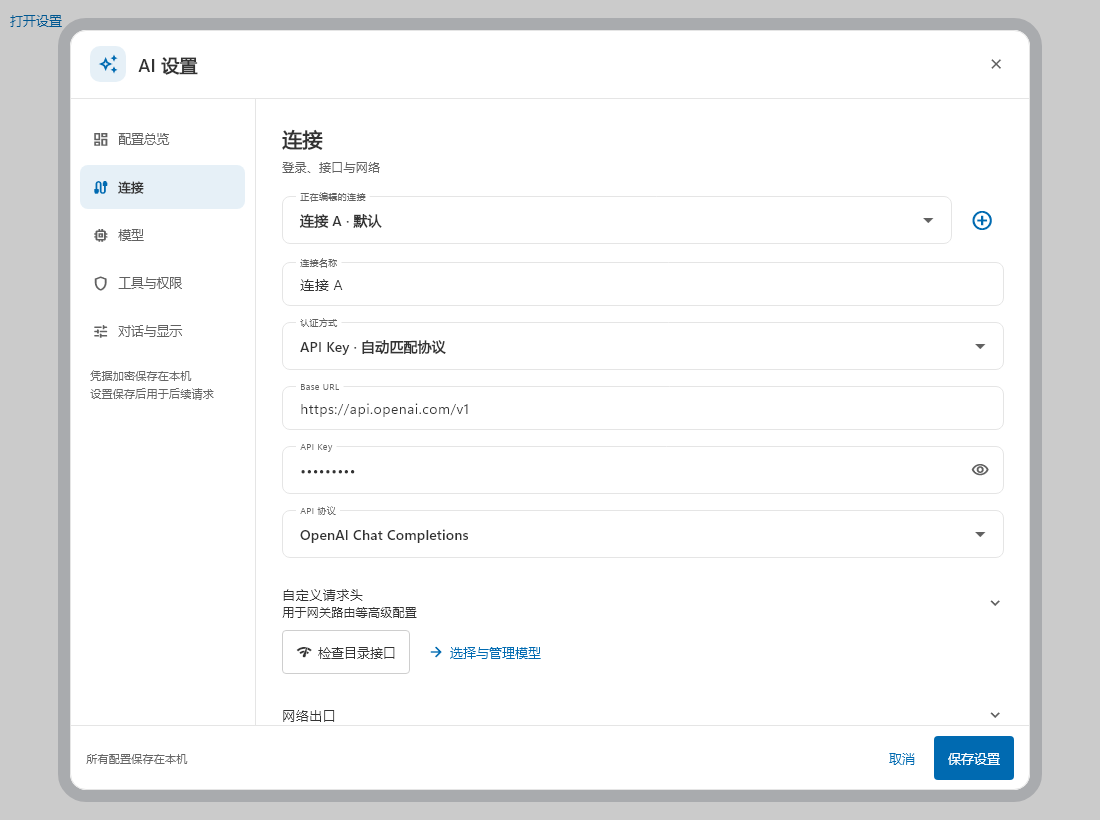 打开设置
AI 设置
配置总览
连接
模型
工具与权限
对话与显示
凭据加密保存在本机
设置保存后用于后续请求
连接
登录、接口与网络
正在编辑的连接
连接 A · 默认
连接名称
连接 A
认证方式
API Key · 自动匹配协议
Base URL
https://api.openai.com/v1
API Key
•••••••••
API 协议
OpenAI Chat Completions
自定义请求头
用于网关路由等高级配置
检查目录接口
选择与管理模型
网络出口
所有配置保存在本机
取消
保存设置